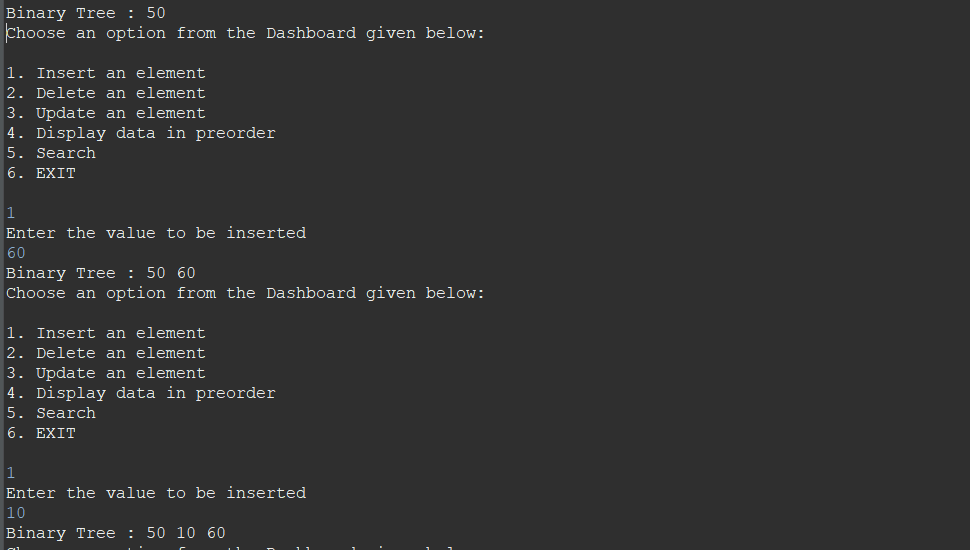 Binary Tree : 50
Choose an option from the Dashboard given below:
1. Insert an element
2. Delete an element
3. Update an element
4. Display data in preorder
5. Search
6. EXIT
1
Enter the value to be inserted
60
Binary Tree : 50 60
Choose an option from the Dashboard given below:
1. Insert an element
2. Delete an element
3. Update an element
4. Display data in preorder
5. Search
6. EXIT
1
Enter the value to be inserted
10
Binary Tree : 50 10 60